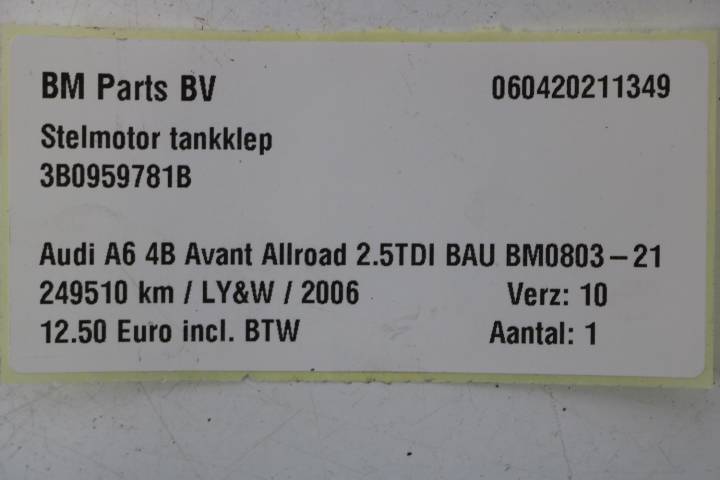 BM Parts BV 060420211349
Stelmotor tankklep
3B0959781B
Audi A6 4B Avant Allroad 2.5TDI BAU BM0803-21
249510 km / LY&W / 2006 Verz: 10
12.50 Euro incl. BTW Aantal: 1